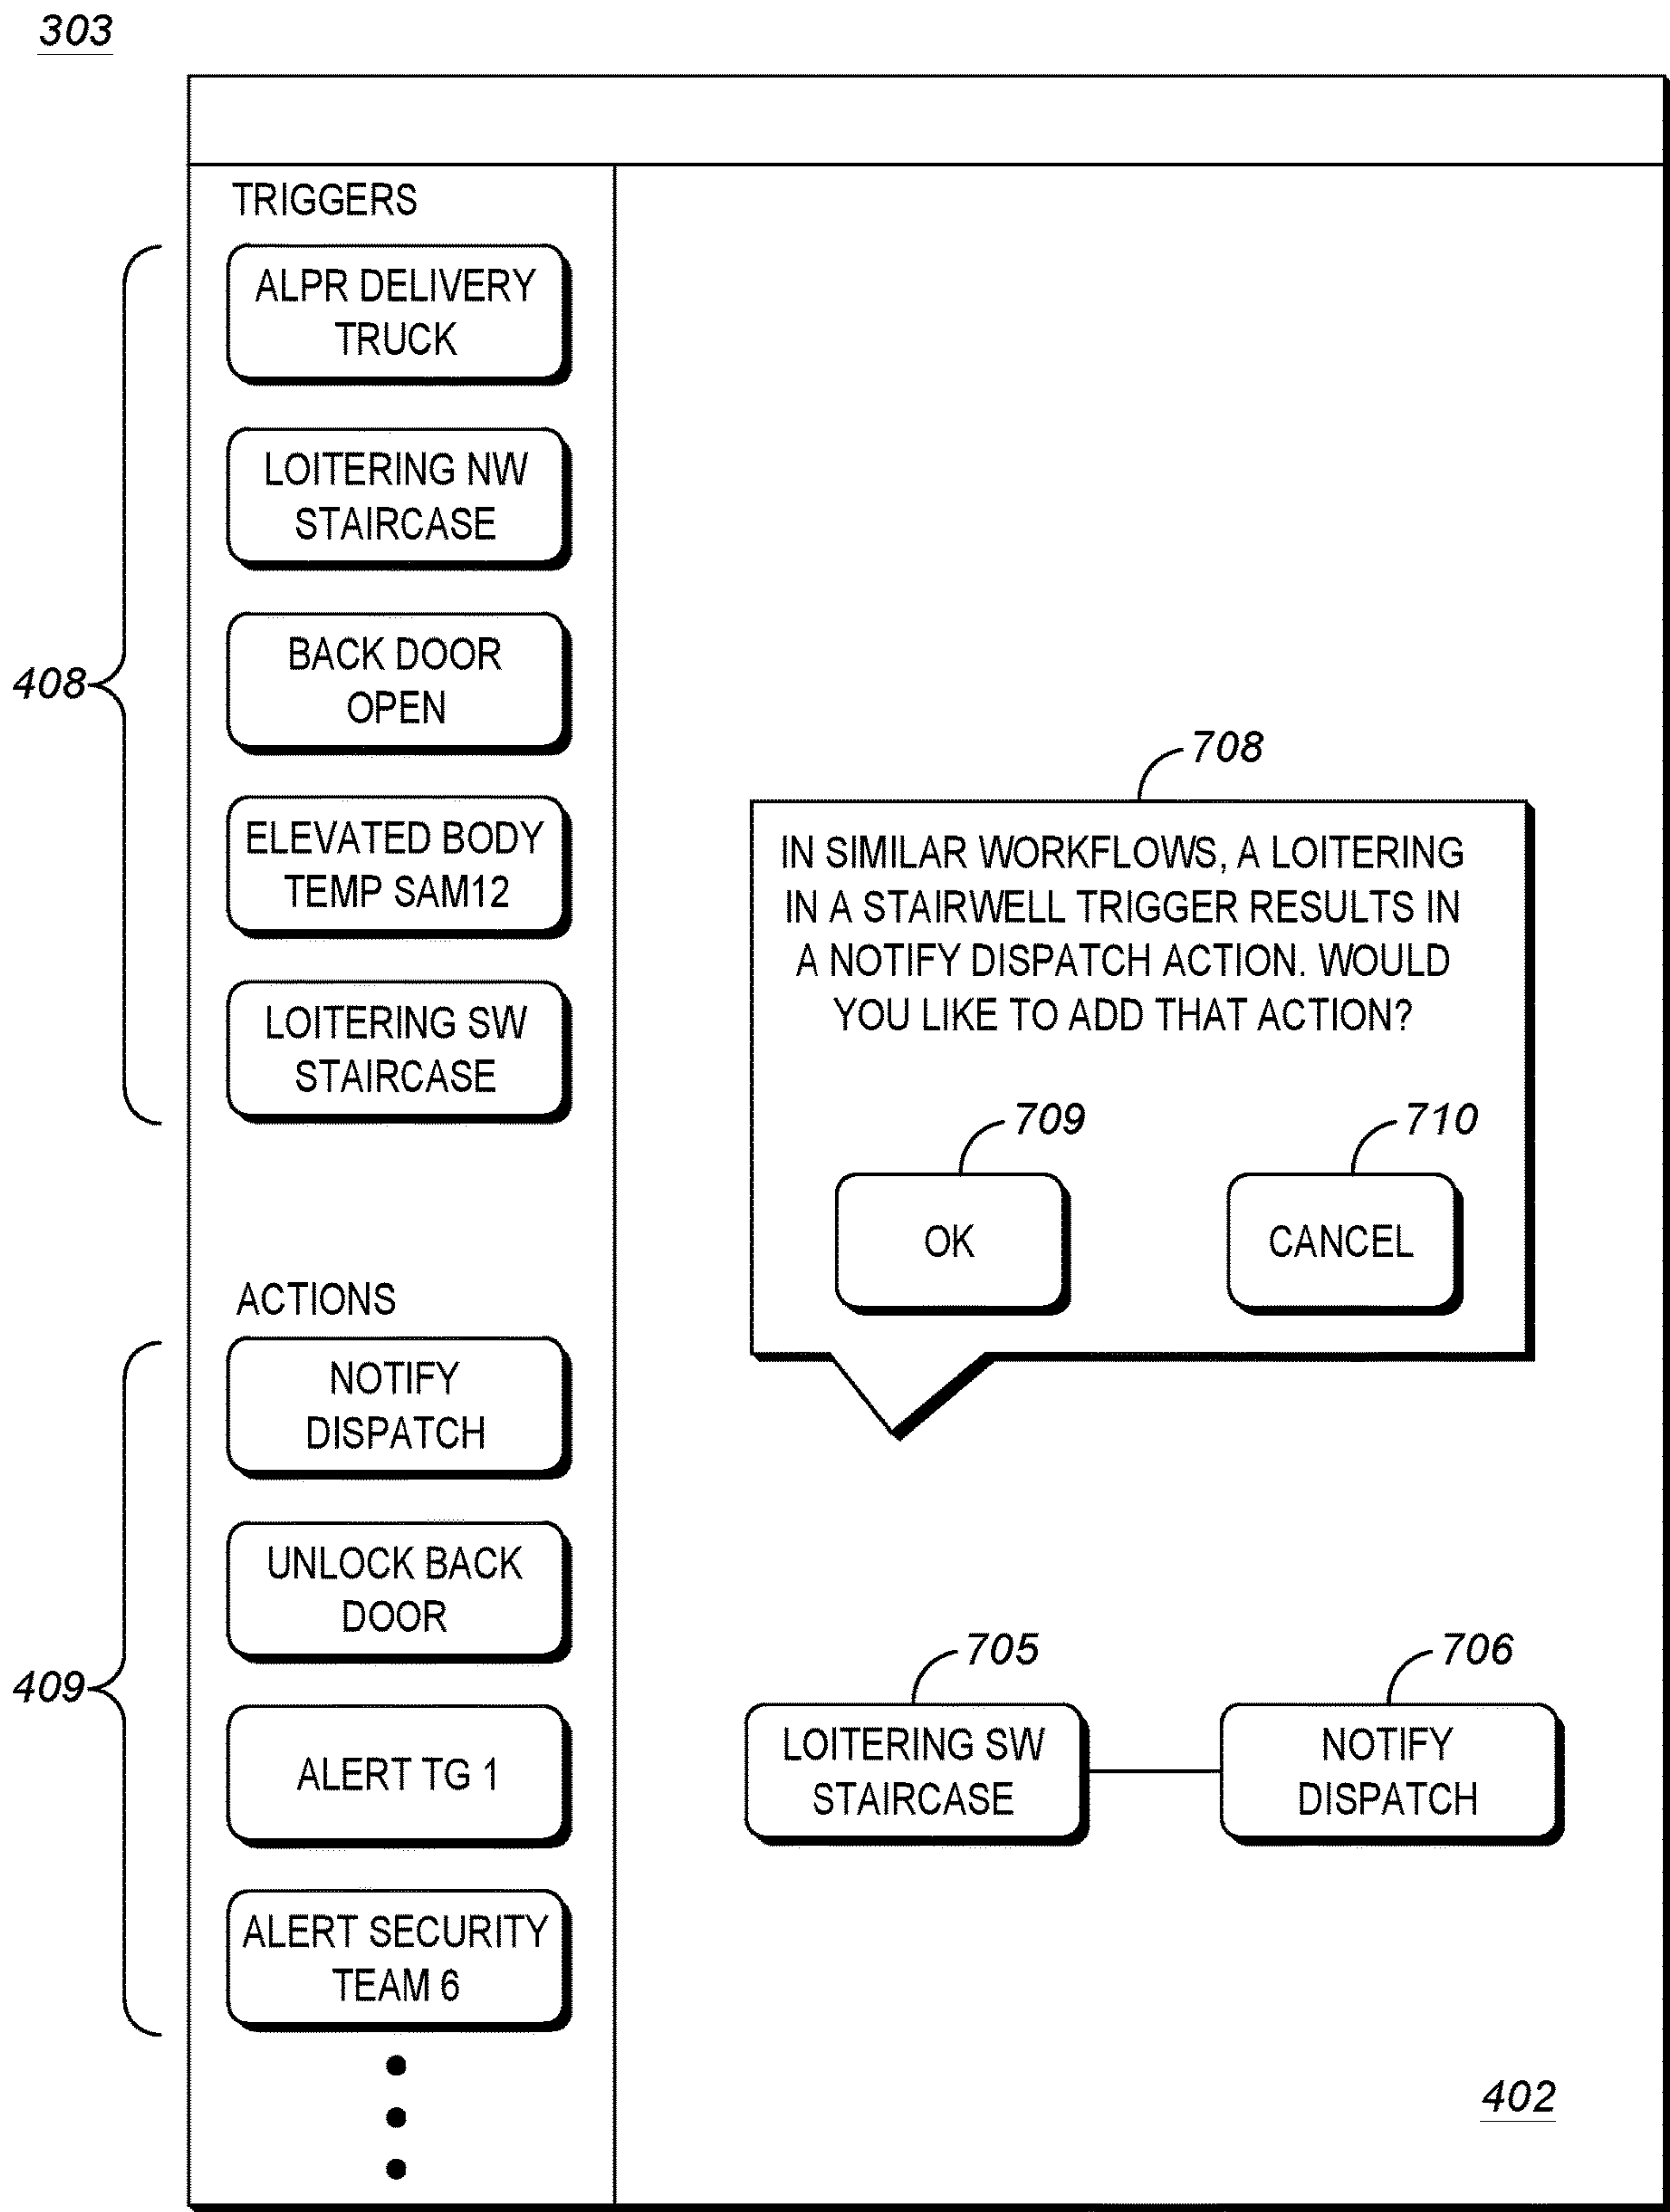 303
TRIGGERS
ALPR DELIVERY
TRUCK
LOITERING NW
STAIRCASE
BACK DOOR
OPEN
408
ELEVATED BODY
TEMP SAM12
LOITERING SW
STAIRCASE
ACTIONS
NOTIFY
DISPATCH
UNLOCK BACK
DOOR
409
ALERT TG 1
ALERT SECURITY
TEAM 6
708
IN SIMILAR WORKFLOWS, A LOITERING
IN A STAIRWELL TRIGGER RESULTS IN
A NOTIFY DISPATCH ACTION. WOULD
YOU LIKE TO ADD THAT ACTION?
709
710
OK
CANCEL
705
706
LOITERING SW
STAIRCASE
NOTIFY
DISPATCH
402